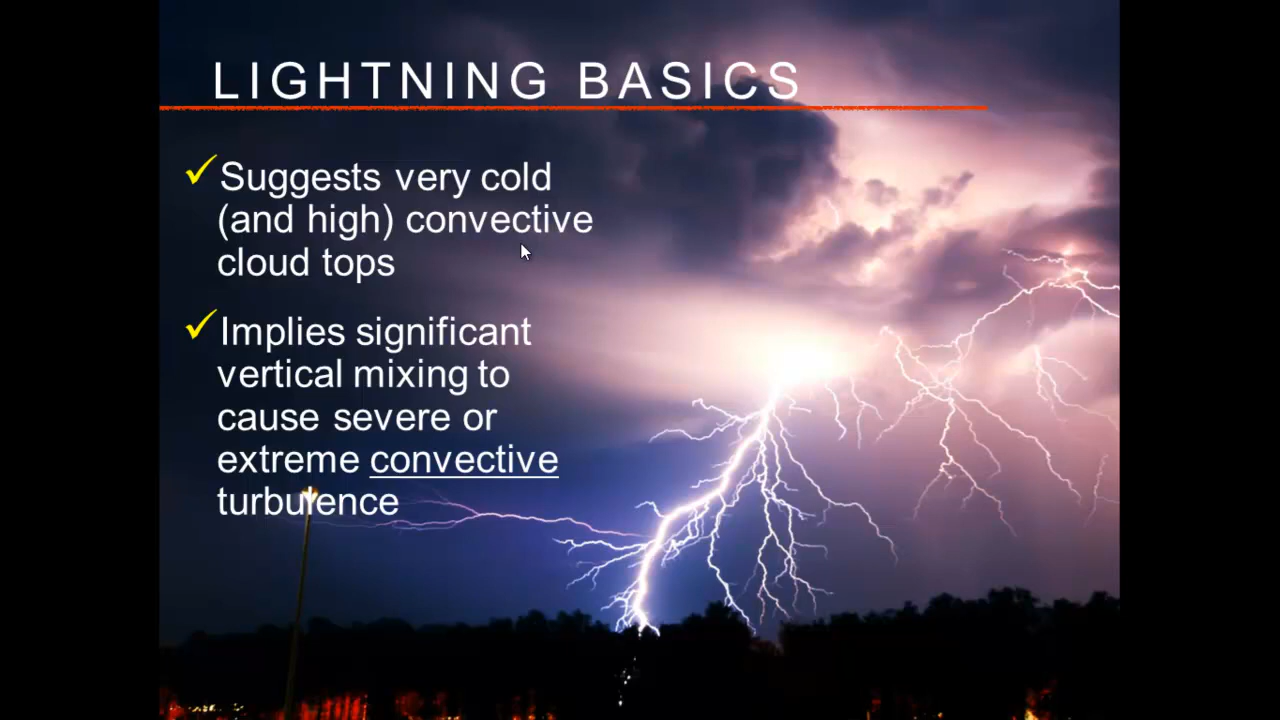 LIGHTNING BASICS
✓Suggests very cold
(and high) convective
cloud tops
✓Implies significant
vertical mixing to
cause severe or
extreme convective
turbulence